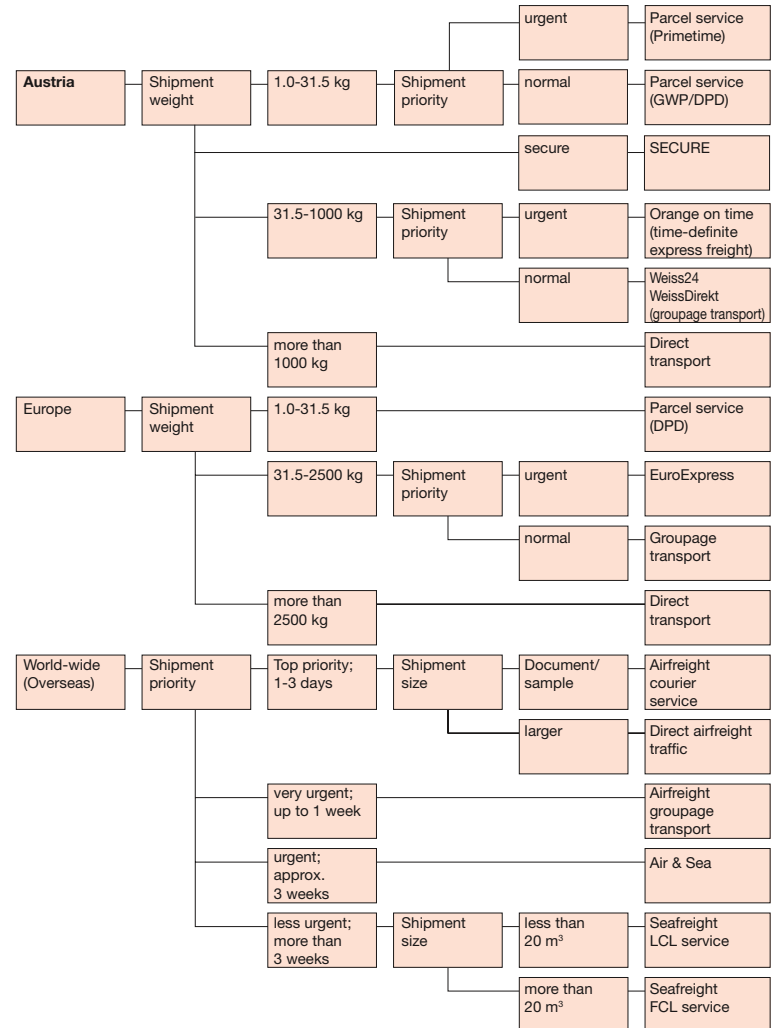 urgent
Parcel service
(Primetime)
Austria
Shipment
weight
1.0-31.5 kg
Shipment
priority
normal
Parcel service
(GWP/DPD)
secure
SECURE
31.5-1000 kg
Shipment
priority
urgent
Orange on time
(time-definite
express freight)
normal
Weiss24
WeissDirekt
(groupage transport)
more than
1000 kg
Direct
transport
Europe
Shipment
weight
1.0-31.5 kg
Parcel service
(DPD)
31.5-2500 kg
Shipment
priority
urgent
EuroExpress
normal
Groupage
transport
more than
2500 kg
Direct
transport
World-wide
(Overseas)
Shipment
priority
Top priority;
1-3 days
Shipment
size
Document/
sample
Airfreight
courier
service
larger
Direct airfreight
traffic
very urgent;
up to 1 week
Airfreight
groupage
transport
urgent;
approx.
3 weeks
Air & Sea
less urgent;
more than
3 weeks
Shipment
size
less than
20 m³
Seafreight
LCL service
more than
20 m³
Seafreight
FCL service